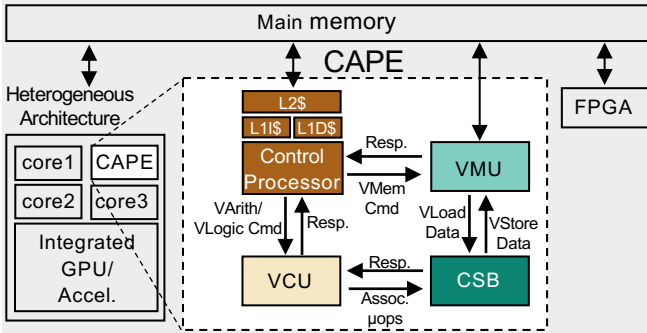 Main memory
CAPE
Heterogeneous
Architecture
core1
CAPE
core2
core3
Integrated
GPU/
Accel.
L2$
L1I$
L1D$
Control
Processor
Resp.
VMem
Cmd
VMU
FPGA
VArith/
VLogic Cmd
Resp.
VLoad
Data
VStore
Data
VCU
Resp.
Assoc.
μops
CSB